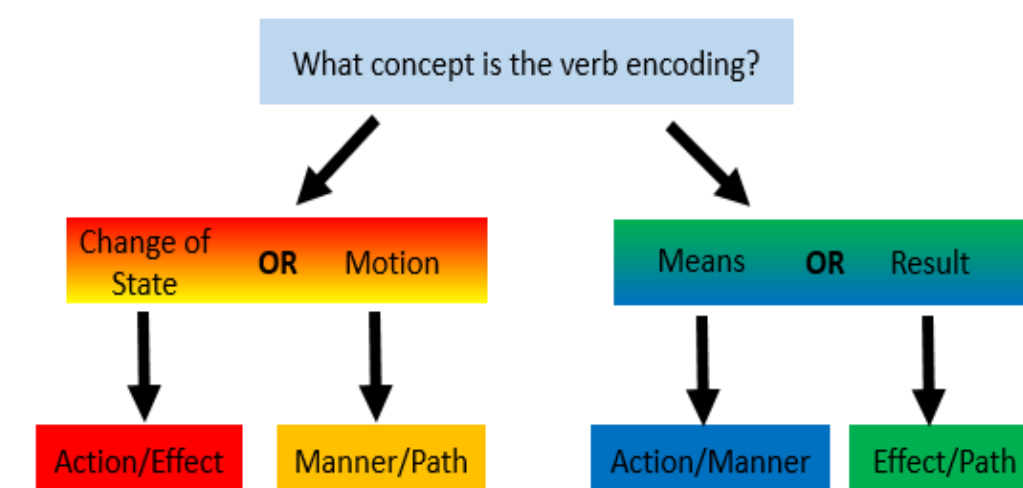 What concept is the verb encoding?
Change of
State
OR
Motion
Means
OR
Result
Action/Effect
Manner/Path
Action/Manner
Effect/Path